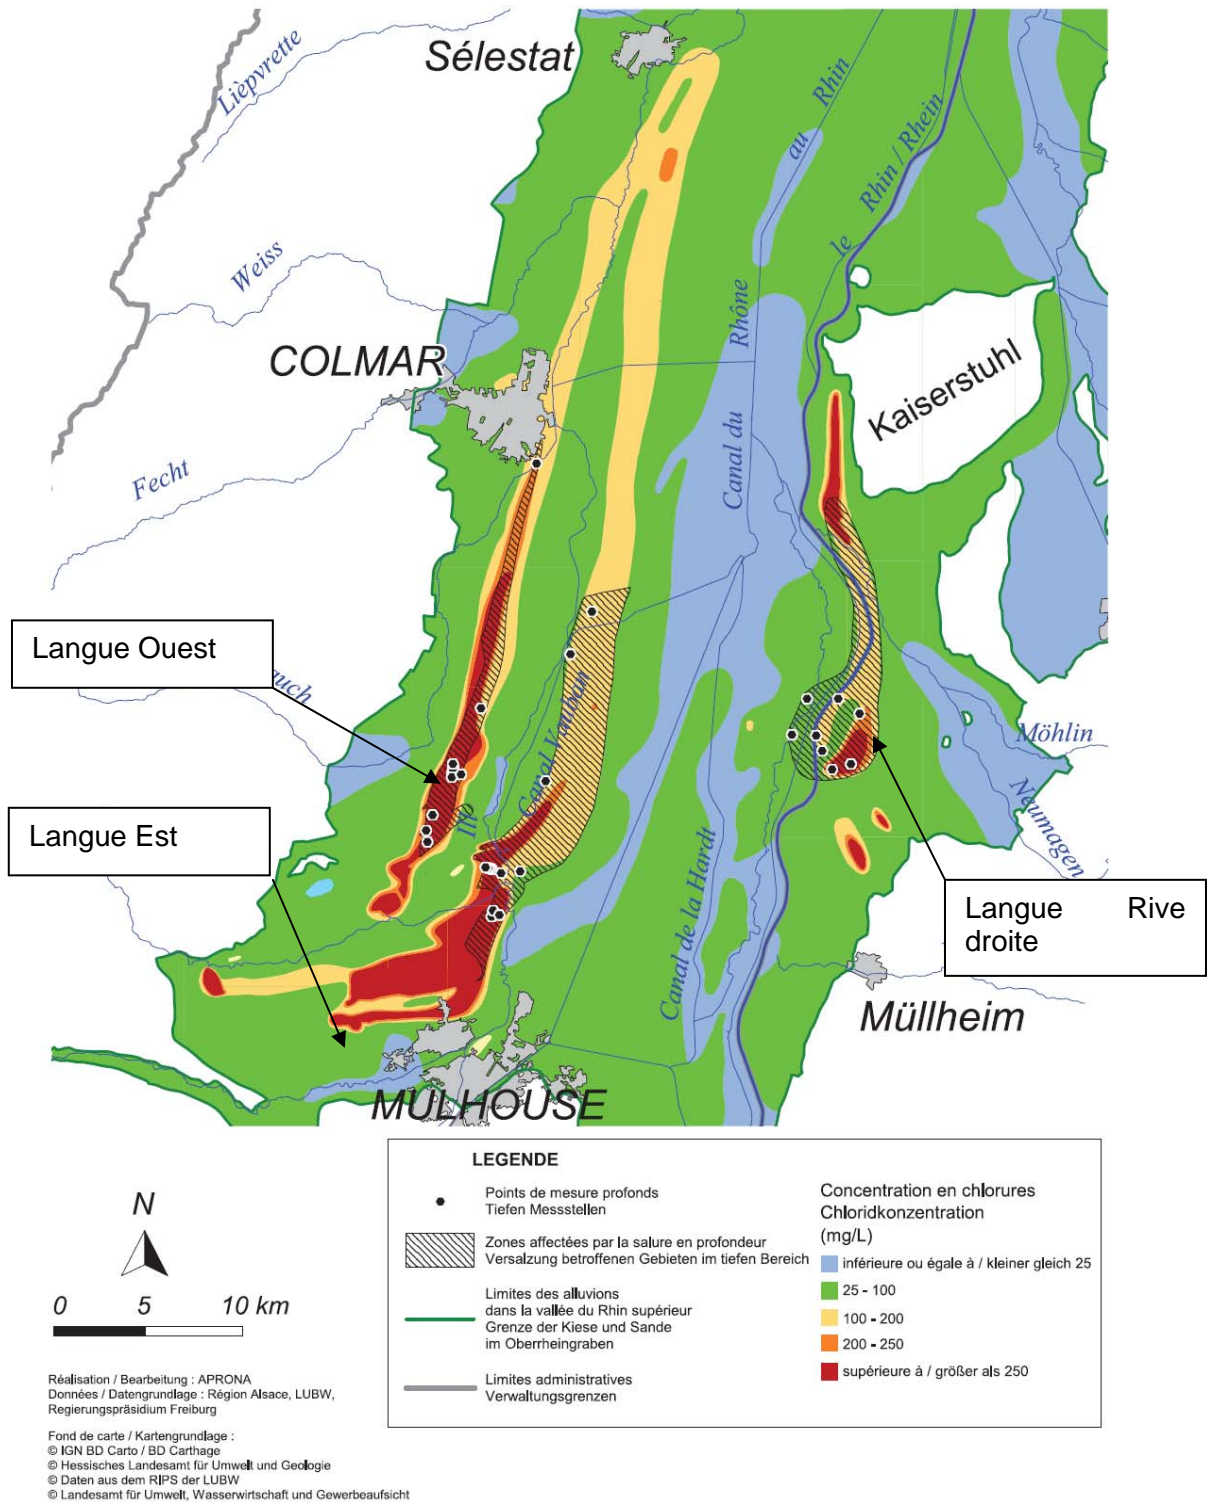 Sélestat
Lièpvrette
au Rhin
le Rhin / Rhein
Weiss
COLMAR
Canal du Rhône
Kaiserstuhl
Fecht
Langue Ouest
auch
Canal Vauban
Ill
Möhlin
Neumagen
Langue Est
Canal de la Hardt
Langue Rive
droite
Müllheim
MULHOUSE
LEGENDE
Points de mesure profonds
Tiefen Messstellen
Zones affectées par la salure en profondeur
Versalzung betroffenen Gebieten im tiefen Bereich
Limites des alluvions
dans la vallée du Rhin supérieur
Grenze der Kiese und Sande
im Oberrheingraben
Limites administratives
Verwaltungsgrenzen
Concentration en chlorures
Chloridkonzentration
(mg/L)
inférieure ou égale à / kleiner gleich 25
25 - 100
100 - 200
200 - 250
supérieure à / größer als 250
N
0 5 10 km
Réalisation / Bearbeitung : APRONA
Données / Datengrundlage : Région Alsace, LUBW,
Regierungspräsidium Freiburg
Fond de carte / Kartengrundlage :
© IGN BD Carto / BD Carthage
© Hessisches Landesamt für Umwelt und Geologie
© Daten aus dem RIPS der LUBW
© Landesamt für Umwelt, Wasserwirtschaft und Gewerbeaufsicht